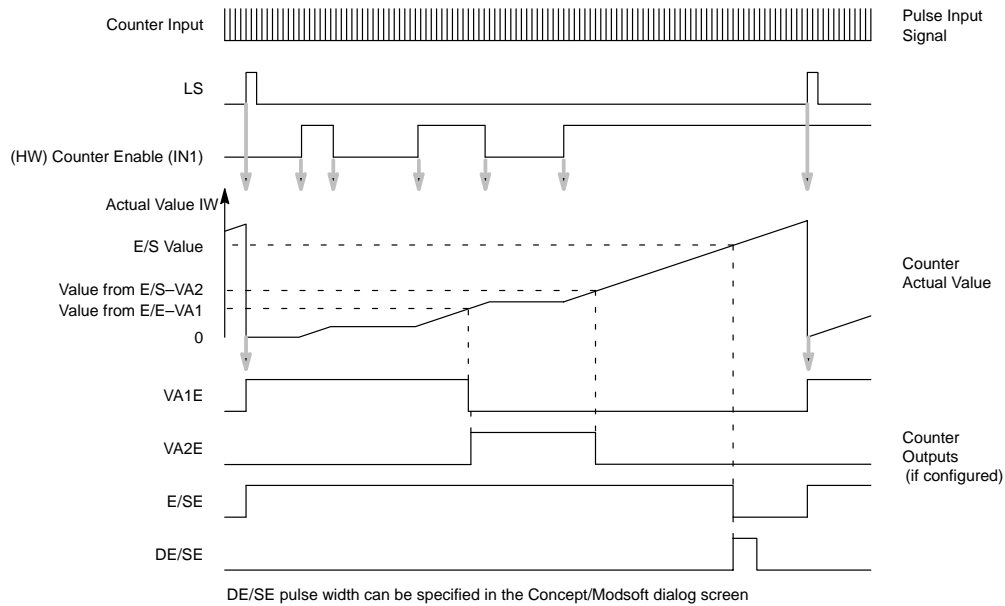 Counter Input
Pulse Input
Signal
LS
(HW) Counter Enable (IN1)
Actual Value IW
E/S Value
Value from E/S–VA2
Value from E/E–VA1
0
Counter
Actual Value
VA1E
VA2E
Counter
Outputs
(if configured)
E/SE
DE/SE
DE/SE pulse width can be specified in the Concept/Modsoft dialog screen